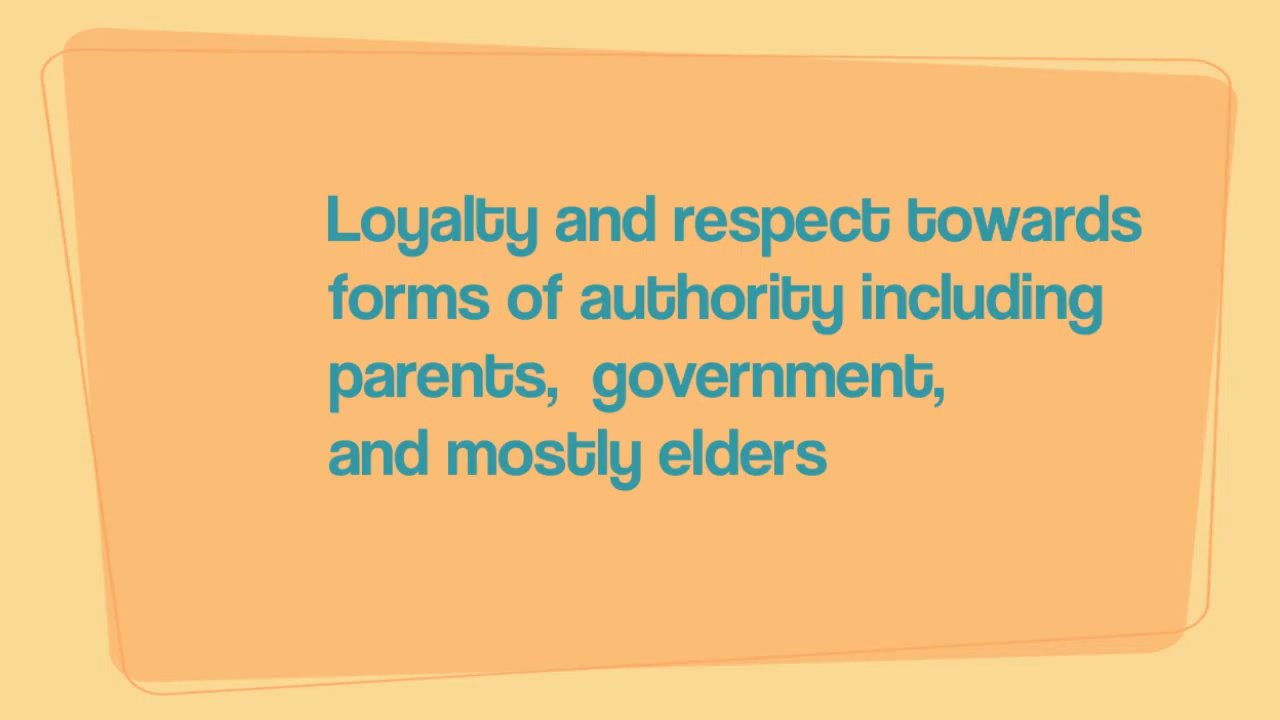 Loyalty and respect towards
forms of authority including
parents,  government,
and mostly elders